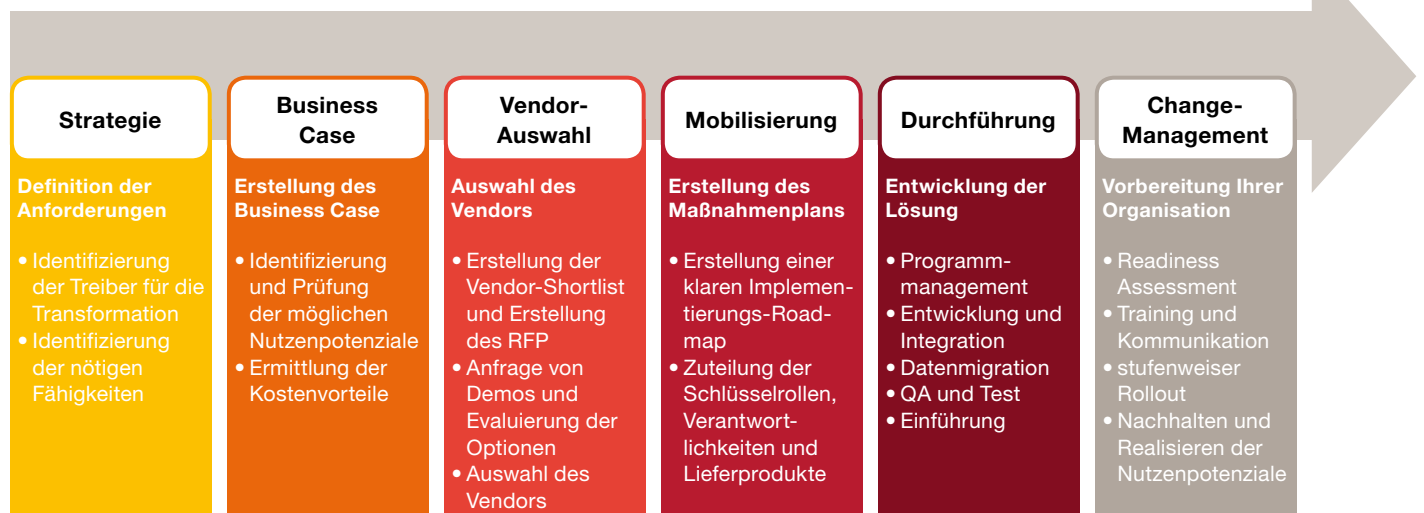 Strategie
Definition der
Anforderungen
• Identifizierung
der Treiber für die
Transformation
• Identifizierung
der nötigen
Fähigkeiten
Business
Case
Erstellung des
Business Case
• Identifizierung
und Prüfung
der möglichen
Nutzenpotenziale
• Ermittlung der
Kostenvorteile
Vendor-
Auswahl
Auswahl des
Vendors
• Erstellung der
Vendor-Shortlist
und Erstellung
des RFP
• Anfrage von
Demos und
Evaluierung der
Optionen
• Auswahl des
Vendors
Mobilisierung
Erstellung des
Maßnahmenplans
• Erstellung einer
klaren Implemen-
tierungs-Road-
map
• Zuteilung der
Schlüsselrollen,
Verantwort-
lichkeiten und
Lieferprodukte
Durchführung
Entwicklung der
Lösung
• Programm-
management
• Entwicklung und
Integration
• Datenmigration
• QA und Test
• Einführung
Change-
Management
Vorbereitung Ihrer
Organisation
• Readiness
Assessment
• Training und
Kommunikation
• stufenweiser
Rollout
• Nachhalten und
Realisieren der
Nutzenpotenziale